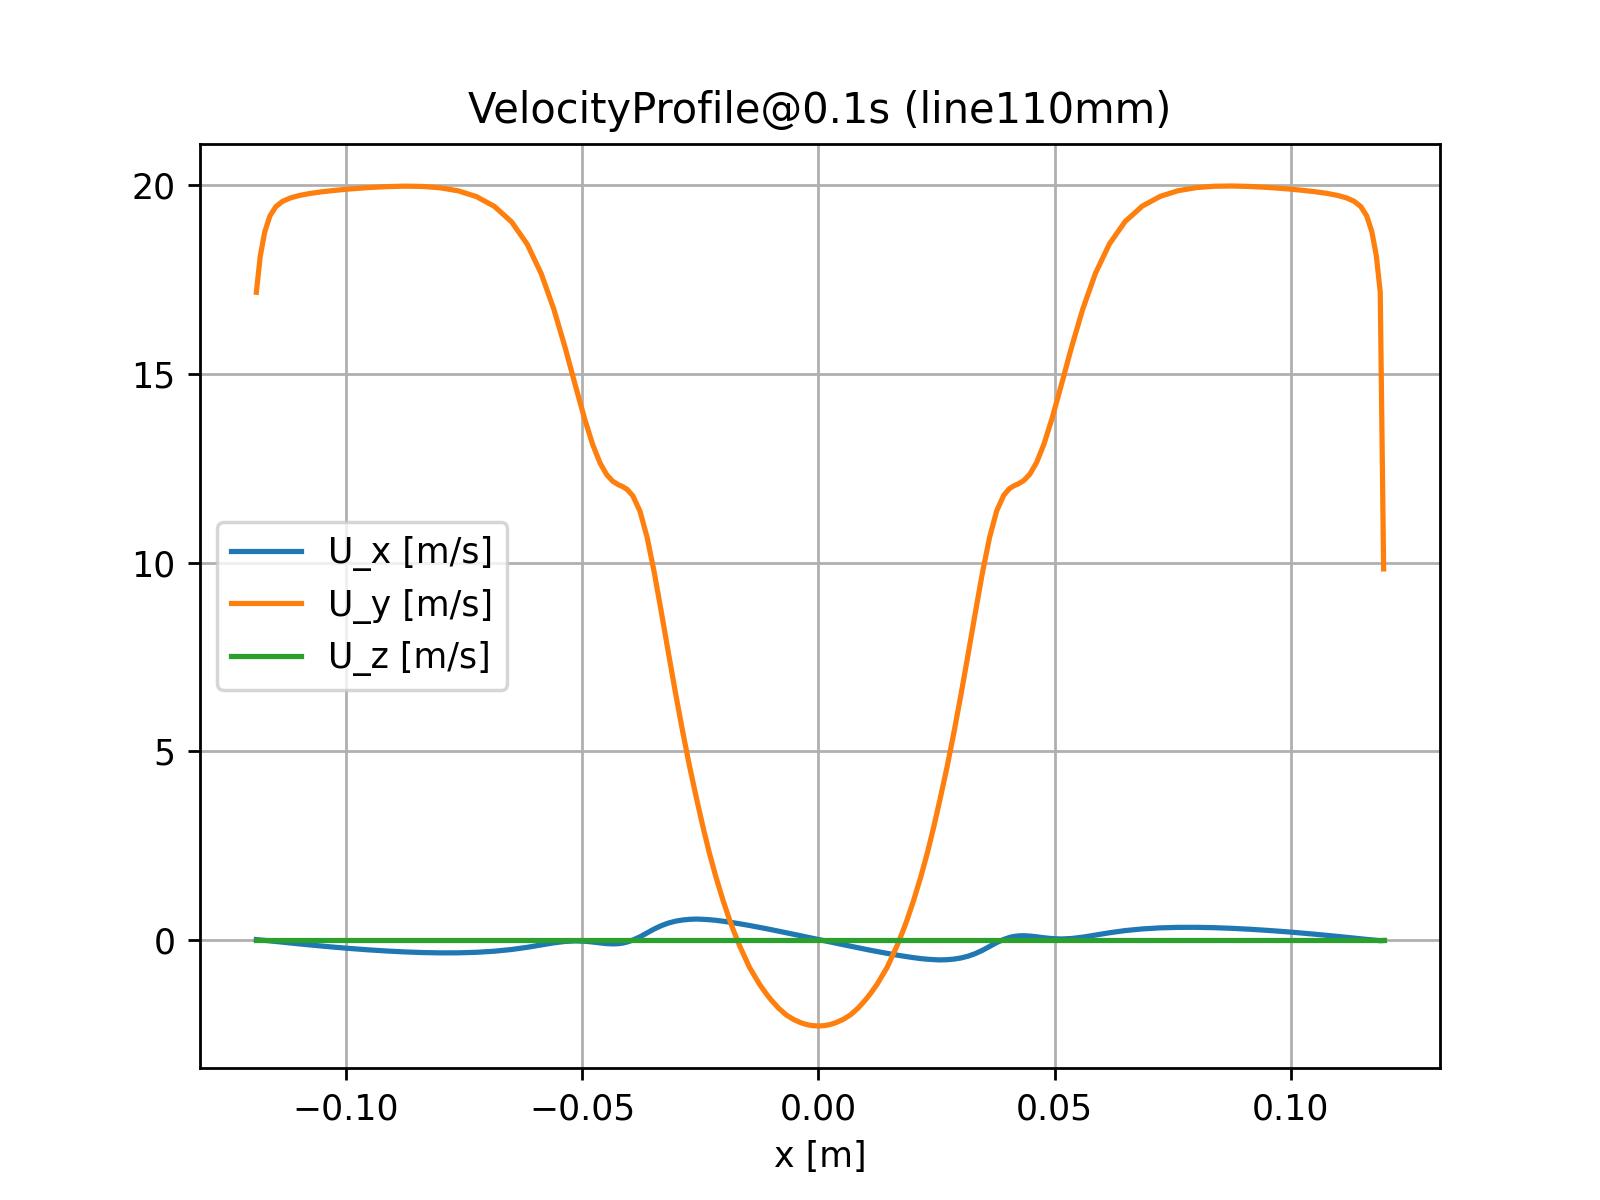 VelocityProfile@0.1s (line110mm)
20
15
10
5
0
U_x [m/s]
U_y [m/s]
U_z [m/s]
−0.10 −0.05 0.00 0.05 0.10
x [m]